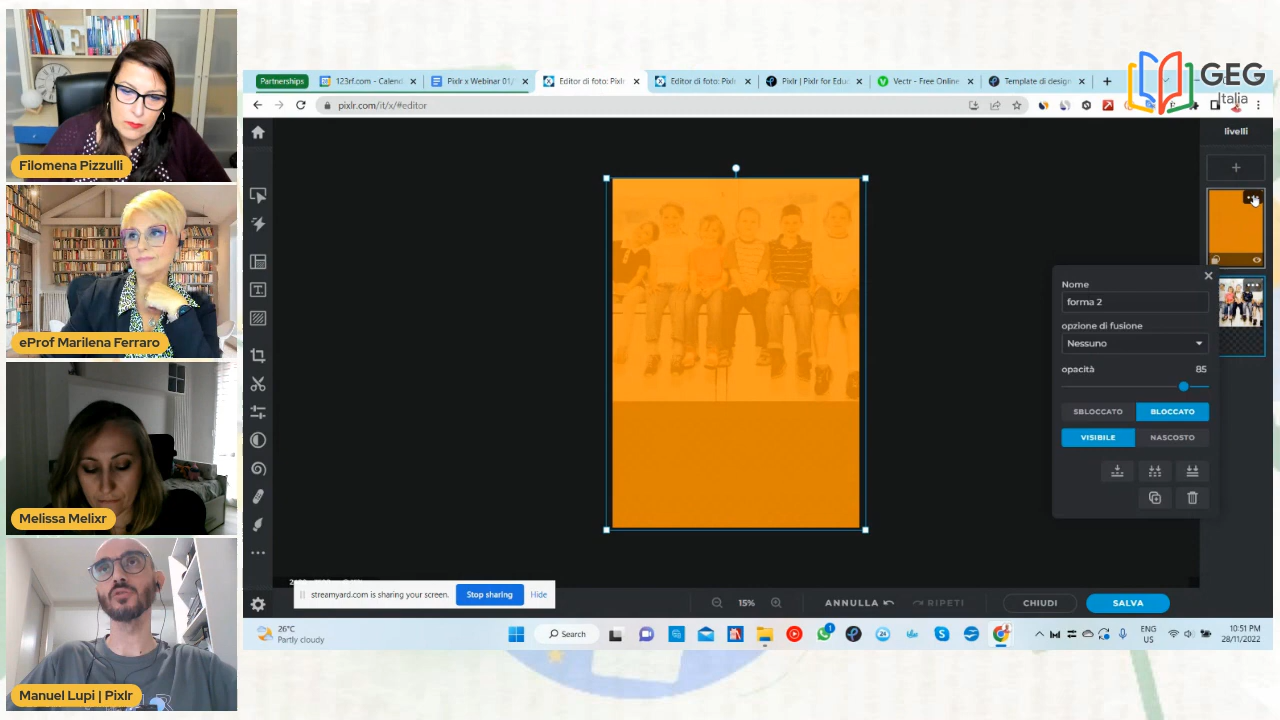 Filomena Pizzulli
eProf Marilena Ferraro
Melissa Melixr
Manuel Lupi | Pixlr
GEG
Italia
Partnerships
123rf.com - Calend
Pixlr x Webinar 01/
Editor di foto: Pixlr
Editor di foto: Pixlr
Pixlr | Pixlr for Educ
Vectr - Free Online
Template di design
pixlr.com/it/x/#editor
livelli
Nome
forma 2
opzione di fusione
Nessuno
opacità
85
SBLOCCATO
BLOCCATO
VISIBILE
NASCOSTO
streamyard.com is sharing your screen.
Stop sharing
Hide
15%
ANNULLA
RIPETI
CHIUDI
SALVA
26°C
Partly cloudy
Search
1
ENG
US
10:51 PM
28/11/2022